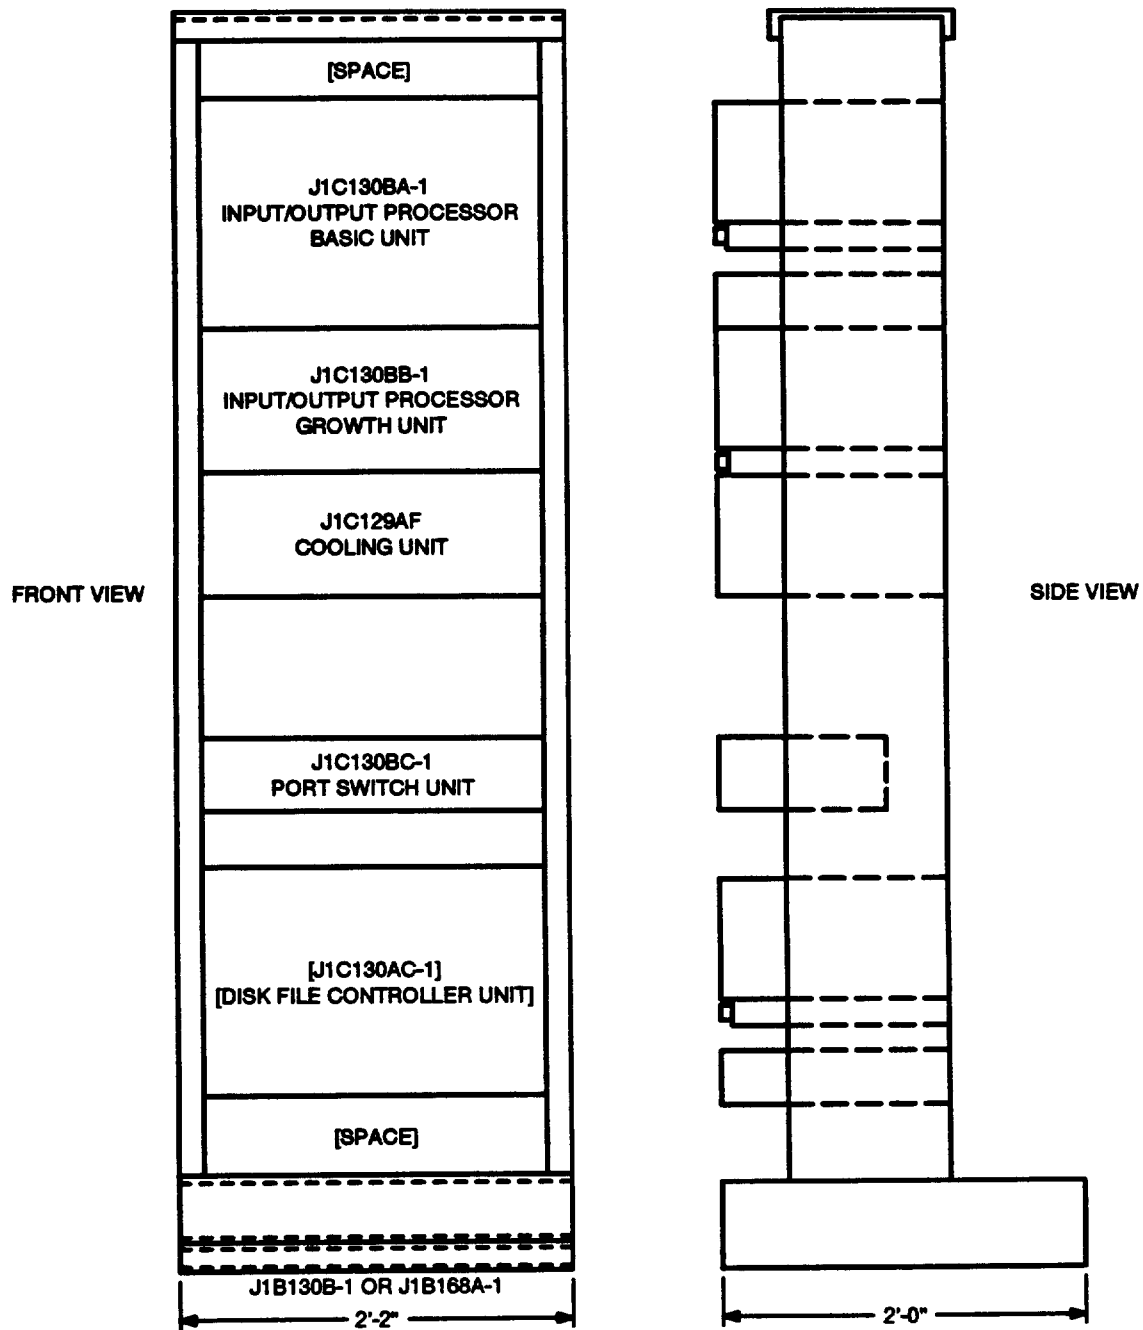 [SPACE]
J1C130BA-1
INPUT/OUTPUT PROCESSOR
BASIC UNIT
J1C130BB-1
INPUT/OUTPUT PROCESSOR
GROWTH UNIT
J1C129AF
COOLING UNIT
FRONT VIEW
SIDE VIEW
J1C130BC-1
PORT SWITCH UNIT
[J1C130AC-1]
[DISK FILE CONTROLLER UNIT]
[SPACE]
J1B130B-1 OR J1B168A-1
2'-2"
2'-0"